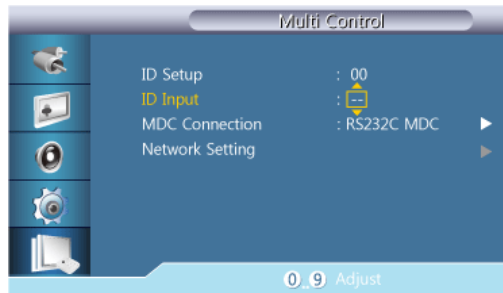 Multi Control
ID Setup : 00
ID Input : --
MDC Connection : RS232C MDC
Network Setting
0..9 Adjust